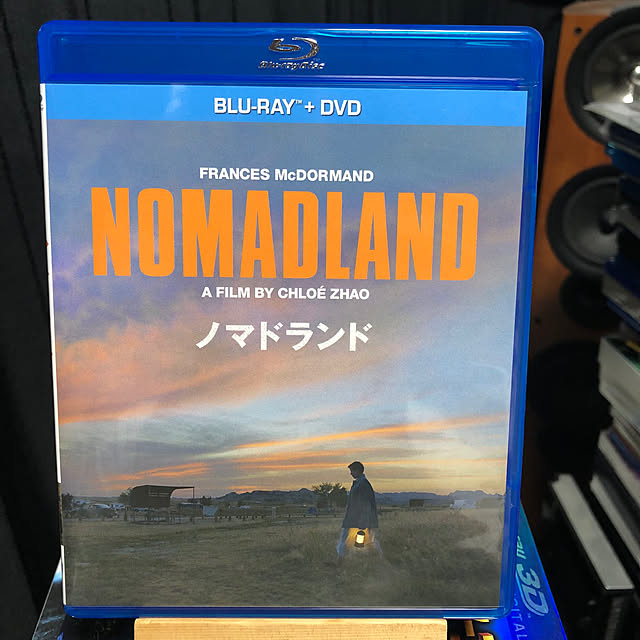 Blu-ray Disc
BLU-RAY™ + DVD
FRANCES McDORMAND
NOMADLAND
A FILM BY CHLOÉ ZHAO
ノマドランド
3D